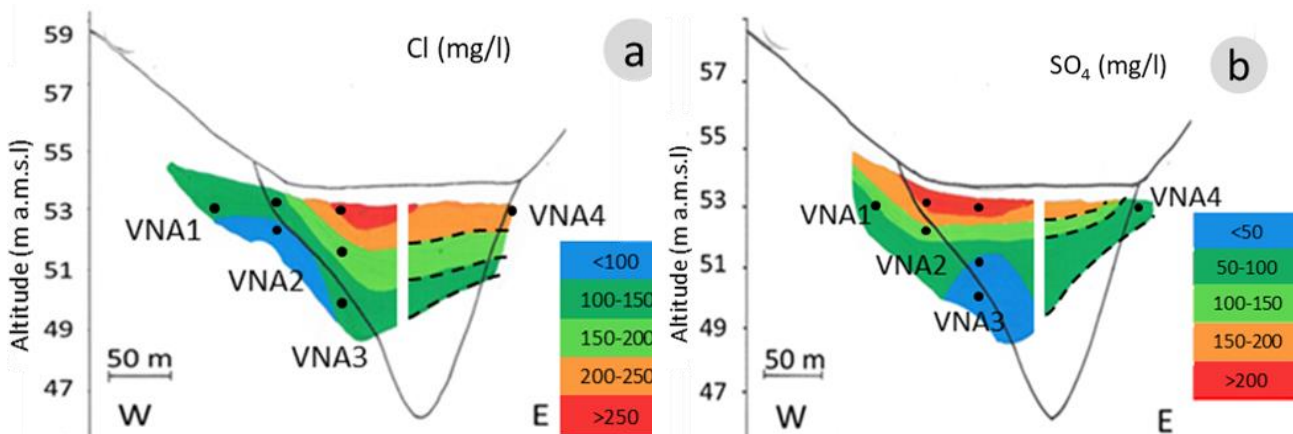 Cl (mg/l)
a
Altitude (m a.m.s.l)
59
57
55
53
51
49
47
VNA1
VNA2
VNA3
VNA4
50 m
W
E
<100
100-150
150-200
200-250
>250
SO₄ (mg/l)
b
Altitude (m a.m.s.l)
57
55
53
51
49
47
VNA1
VNA2
VNA3
VNA4
50 m
W
E
<50
50-100
100-150
150-200
>200